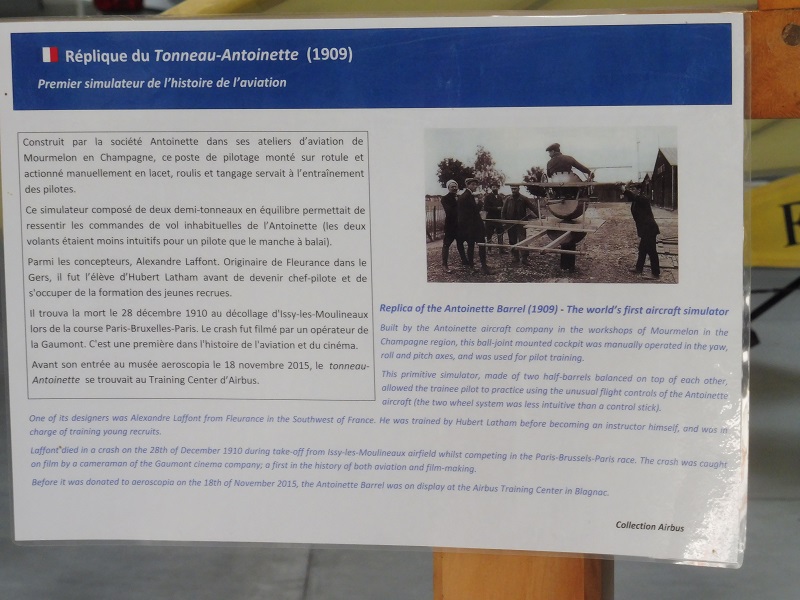 Réplique du Tonneau-Antoinette (1909)
Premier simulateur de l'histoire de l'aviation
Construit par la société Antoinette dans ses ateliers d'aviation de
Mourmelon en Champagne, ce poste de pilotage monté sur rotule et
actionné manuellement en lacet, roulis et tangage servait à l'entraînement
des pilotes.
Ce simulateur composé de deux demi-tonneaux en équilibre permettait de
ressentir les commandes de vol inhabituelles de l'Antoinette (les deux
volants étaient moins intuitifs pour un pilote que le manche à balai).
Parmi les concepteurs, Alexandre Laffont. Originaire de Fleurance dans le
Gers, il fut l'élève d'Hubert Latham avant de devenir chef-pilote et de
s'occuper de la formation des jeunes recrues.
Il trouva la mort le 28 décembre 1910 au décollage d'Issy-les-Moulineaux
lors de la course Paris-Bruxelles-Paris. Le crash fut filmé par un opérateur de
la Gaumont. C'est une première dans l'histoire de l'aviation et du cinéma.
Avant son entrée au musée aeroscopia le 18 novembre 2015, le tonneau-
Antoinette se trouvait au Training Center d'Airbus.
Replica of the Antoinette Barrel (1909) - The world's first aircraft simulator
Built by the Antoinette aircraft company in the workshops of Mourmelon in the
Champagne region, this ball-joint mounted cockpit was manually operated in the yaw,
roll and pitch axes, and was used for pilot training.
This primitive simulator, made of two half-barrels balanced on top of each other,
allowed the trainee pilot to practice using the unusual flight controls of the Antoinette
aircraft (the two wheel system was less intuitive than a control stick).
One of its designers was Alexandre Laffont from Fleurance in the Southwest of France. He was trained by Hubert Latham before becoming an instructor himself, and was in
charge of training young recruits.
Laffont died in a crash on the 28th of December 1910 during take-off from Issy-les-Moulineaux airfield whilst competing in the Paris-Brussels-Paris race. The crash was caught
on film by a cameraman of the Gaumont cinema company; a first in the history of both aviation and film-making.
Before it was donated to aeroscopia on the 18th of November 2015, the Antoinette Barrel was on display at the Airbus Training Center in Blagnac.
Collection Airbus